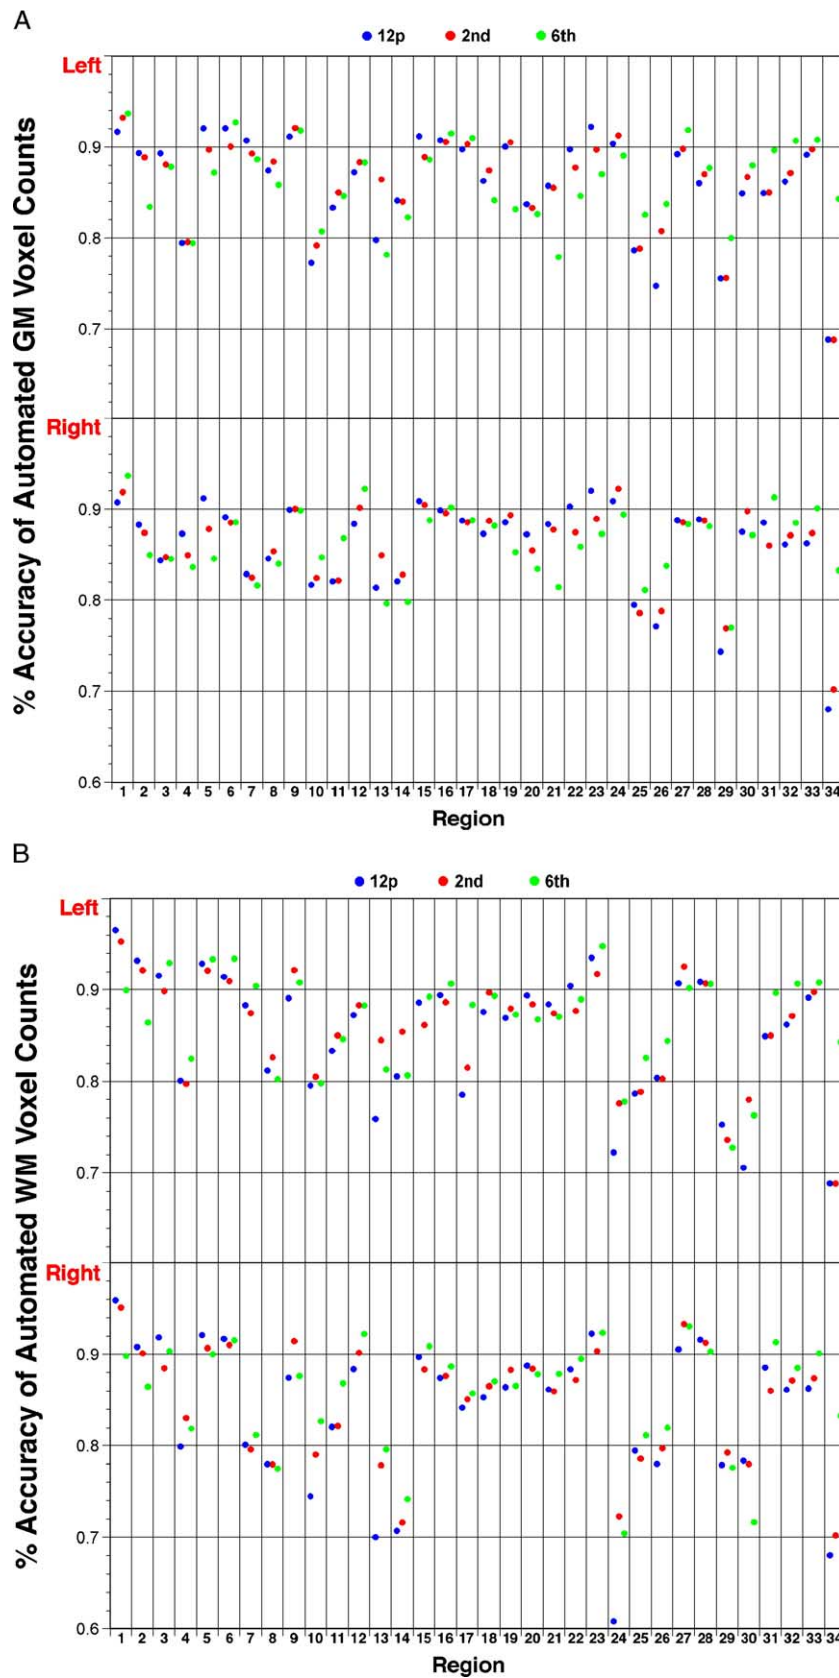 A
12p 2nd 6th
Left
0.9
0.8
0.7
Right
0.9
0.8
0.7
0.6
% Accuracy of Automated GM Voxel Counts
1 2 3 4 5 6 7 8 9 10 11 12 13 14 15 16 17 18 19 20 21 22 23 24 25 26 27 28 29 30 31 32 33 34
Region
B
12p 2nd 6th
Left
0.9
0.8
0.7
Right
0.9
0.8
0.7
0.6
% Accuracy of Automated WM Voxel Counts
1 2 3 4 5 6 7 8 9 10 11 12 13 14 15 16 17 18 19 20 21 22 23 24 25 26 27 28 29 30 31 32 33 34
Region